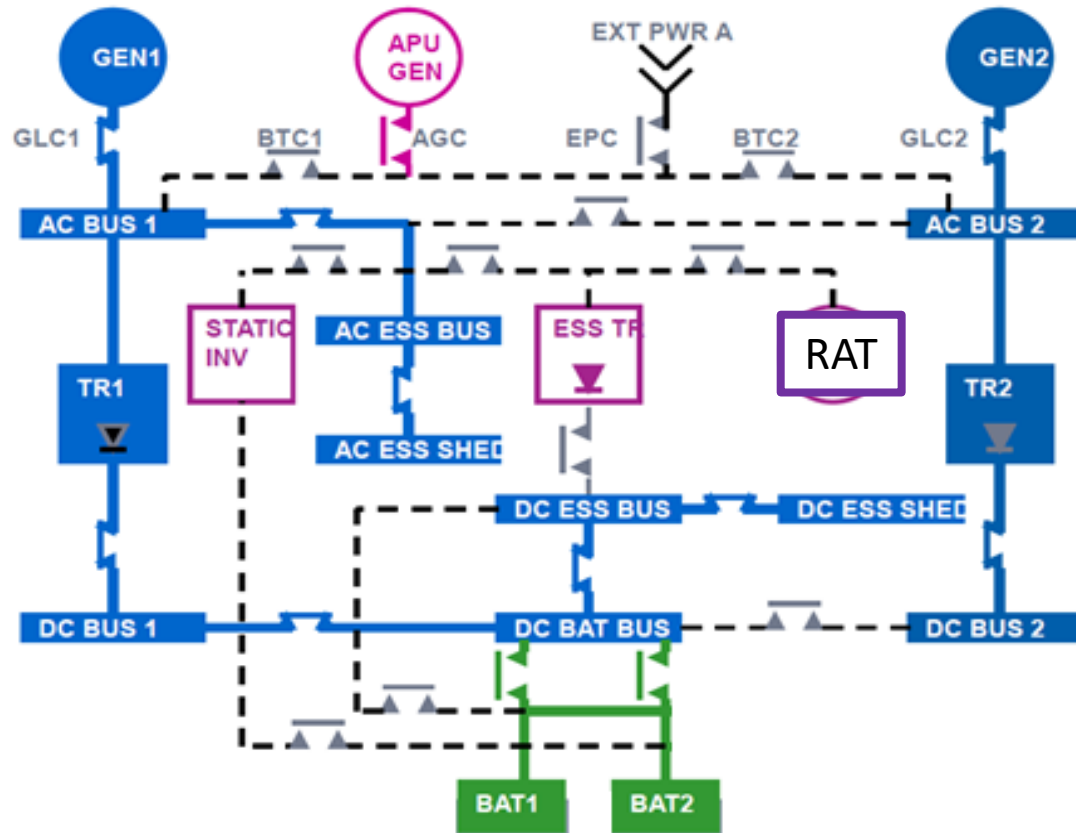 GEN1
APU
GEN
EXT PWR A
GEN2
GLC1
BTC1
AGC
EPC
BTC2
GLC2
AC BUS 1
AC BUS 2
STATIC
INV
AC ESS BUS
ESS TR
RAT
TR1
TR2
AC ESS SHED
DC ESS BUS
DC ESS SHED
DC BUS 1
DC BAT BUS
DC BUS 2
BAT1
BAT2